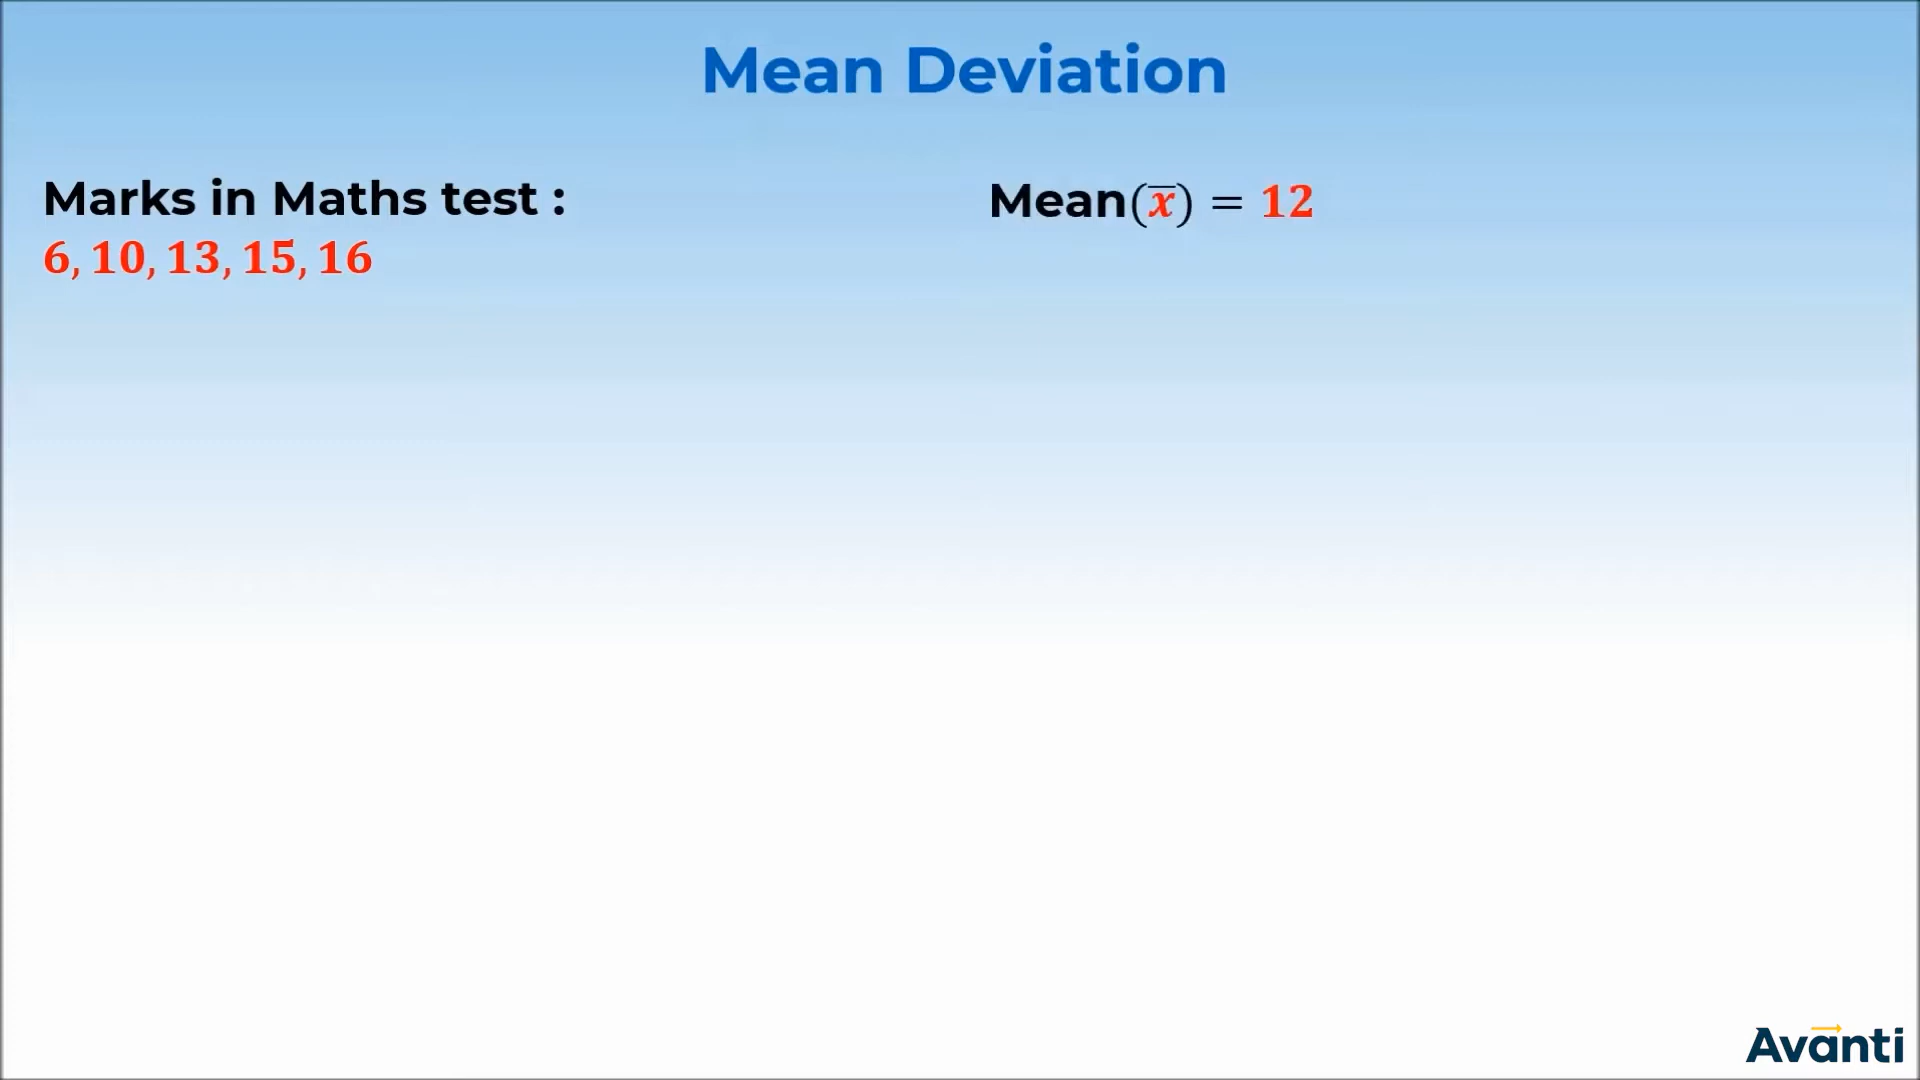 Mean Deviation
Marks in Maths test :
6, 10, 13, 15, 16
Mean(x̅) = 12
Avanti